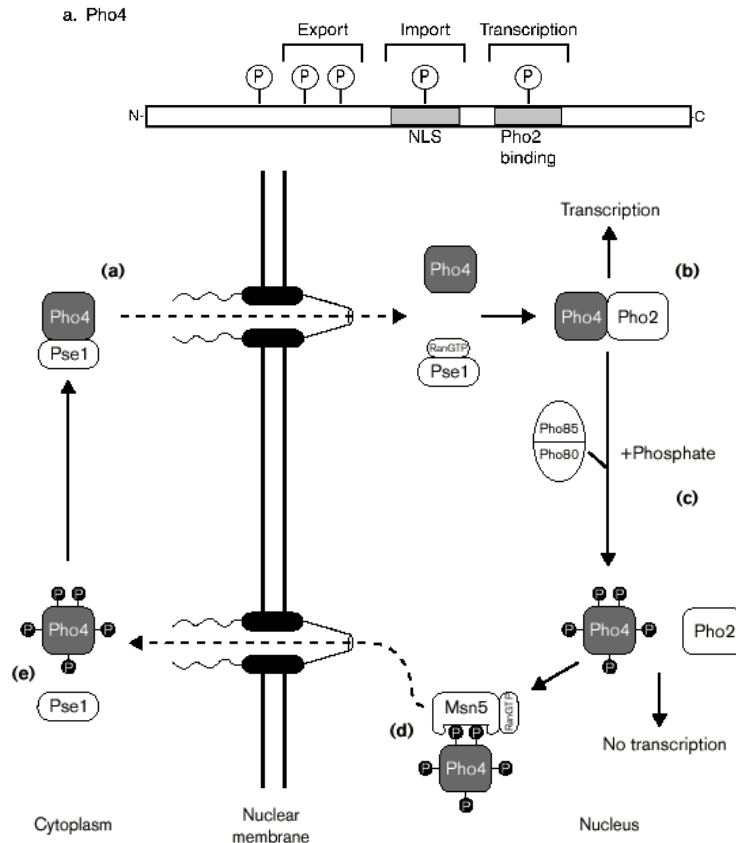 a. Pho4
Export
Import
Transcription
P
P
P
P
P
N-
-C
NLS
Pho2
binding
Transcription
(a)
(b)
Pho4
Pho4
Pho4
Pho2
Pse1
RanGTP
Pse1
Pho85
Pho80
+Phosphate
(c)
P
P
P
P
P
Pho4
P
P
P
P
P
Pho4
Pho2
(e)
Pse1
Msn5
RanGTP
(d)
P
P
P
P
P
Pho4
No transcription
Cytoplasm
Nuclear
membrane
Nucleus